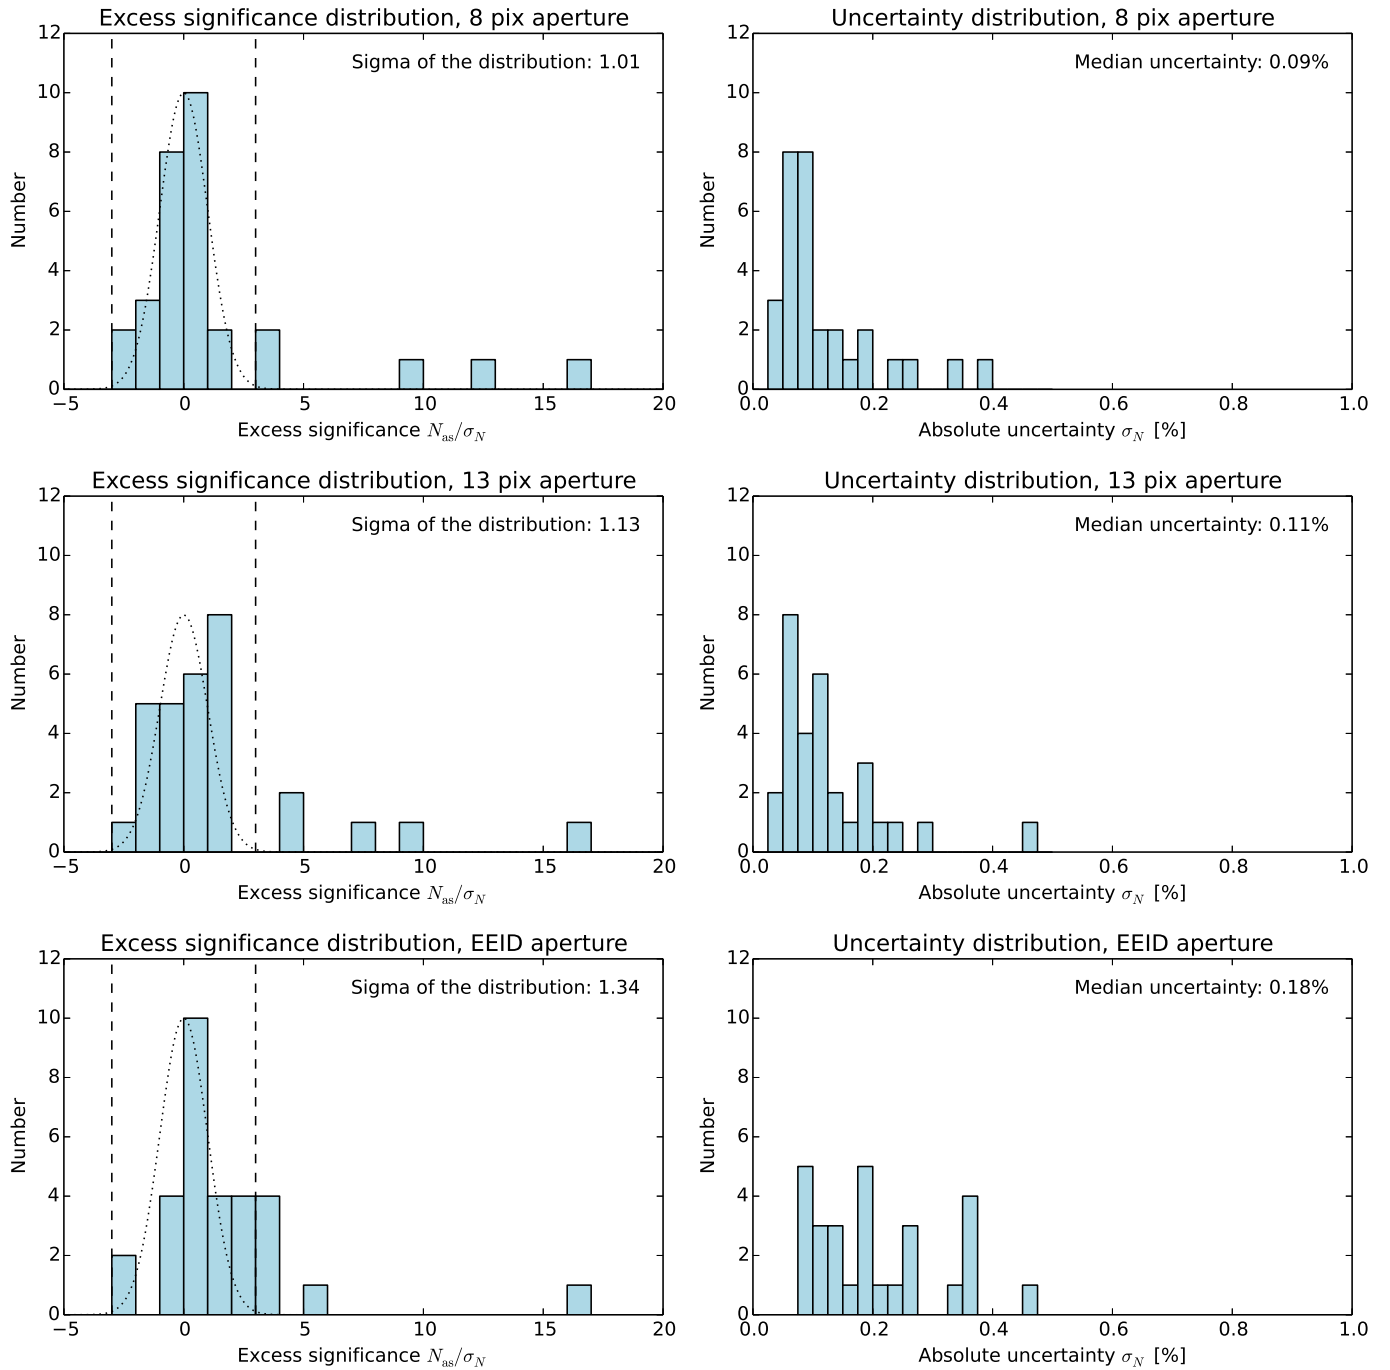 Excess significance distribution, 8 pix aperture
12
10
8
6
4
2
0
Number
Sigma of the distribution: 1.01
−5 0 5 10 15 20
Excess significance N_as/σ_N
Uncertainty distribution, 8 pix aperture
12
10
8
6
4
2
0
Number
Median uncertainty: 0.09%
0.0 0.2 0.4 0.6 0.8 1.0
Absolute uncertainty σ_N [%]
Excess significance distribution, 13 pix aperture
12
10
8
6
4
2
0
Number
Sigma of the distribution: 1.13
−5 0 5 10 15 20
Excess significance N_as/σ_N
Uncertainty distribution, 13 pix aperture
12
10
8
6
4
2
0
Number
Median uncertainty: 0.11%
0.0 0.2 0.4 0.6 0.8 1.0
Absolute uncertainty σ_N [%]
Excess significance distribution, EEID aperture
12
10
8
6
4
2
0
Number
Sigma of the distribution: 1.34
−5 0 5 10 15 20
Excess significance N_as/σ_N
Uncertainty distribution, EEID aperture
12
10
8
6
4
2
0
Number
Median uncertainty: 0.18%
0.0 0.2 0.4 0.6 0.8 1.0
Absolute uncertainty σ_N [%]